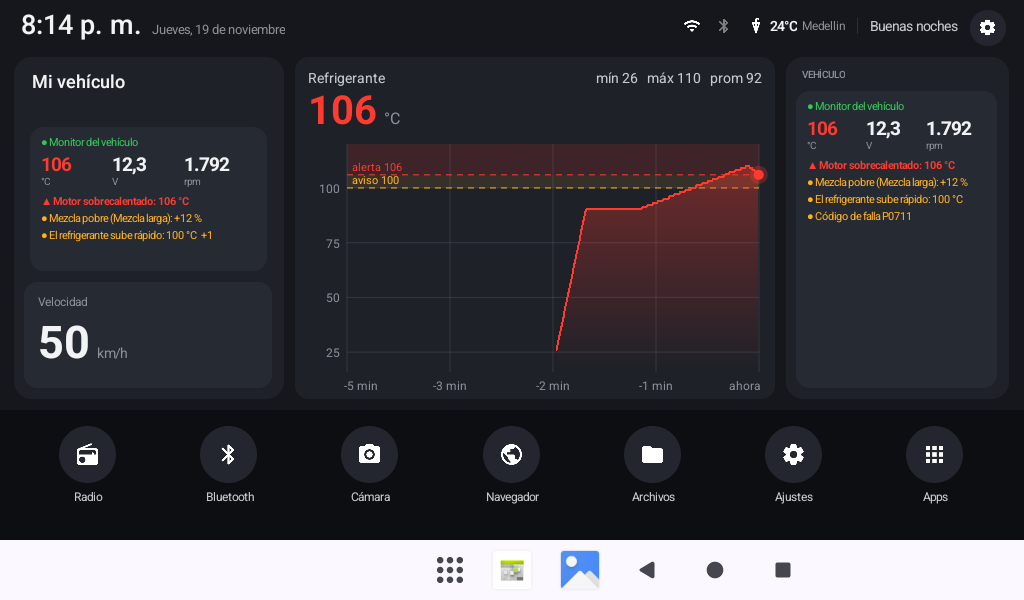 8:14 p. m.
Jueves, 19 de noviembre
24°C Medellin
Buenas noches
Mi vehículo
● Monitor del vehículo
106 12,3 1.792
°C V rpm
▲ Motor sobrecalentado: 106 °C
● Mezcla pobre (Mezcla larga): +12 %
● El refrigerante sube rápido: 100 °C +1
Velocidad
50 km/h
Refrigerante
mín 26 máx 110 prom 92
106 °C
alerta 106
aviso 100
100
75
50
25
-5 min -3 min -2 min -1 min ahora
VEHÍCULO
● Monitor del vehículo
106 12,3 1.792
°C V rpm
▲ Motor sobrecalentado: 106 °C
● Mezcla pobre (Mezcla larga): +12 %
● El refrigerante sube rápido: 100 °C
● Código de falla P0711
Radio Bluetooth Cámara Navegador Archivos Ajustes Apps